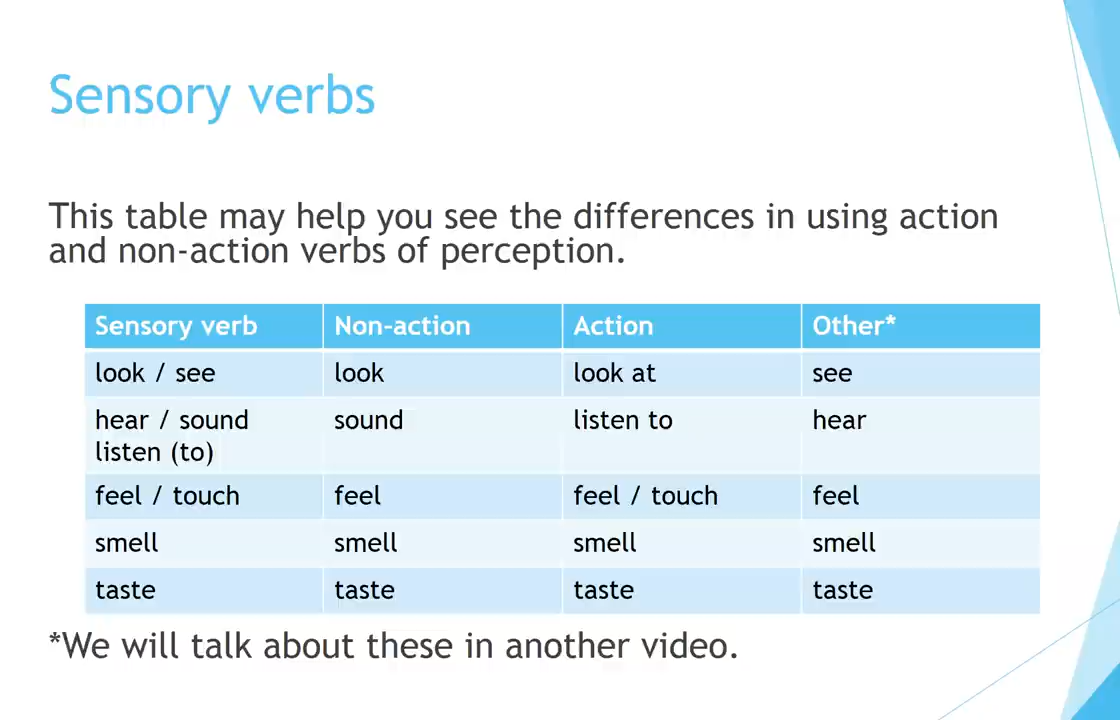 Sensory verbs
This table may help you see the differences in using action
and non-action verbs of perception.
Sensory verb Non-action Action Other*
look / see look look at see
hear / sound sound listen to hear
listen (to)
feel / touch feel feel / touch feel
smell smell smell smell
taste taste taste taste
*We will talk about these in another video.